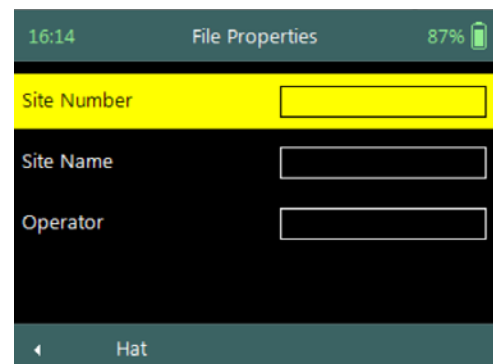 16:14 File Properties 87%
Site Number
Site Name
Operator
Hat